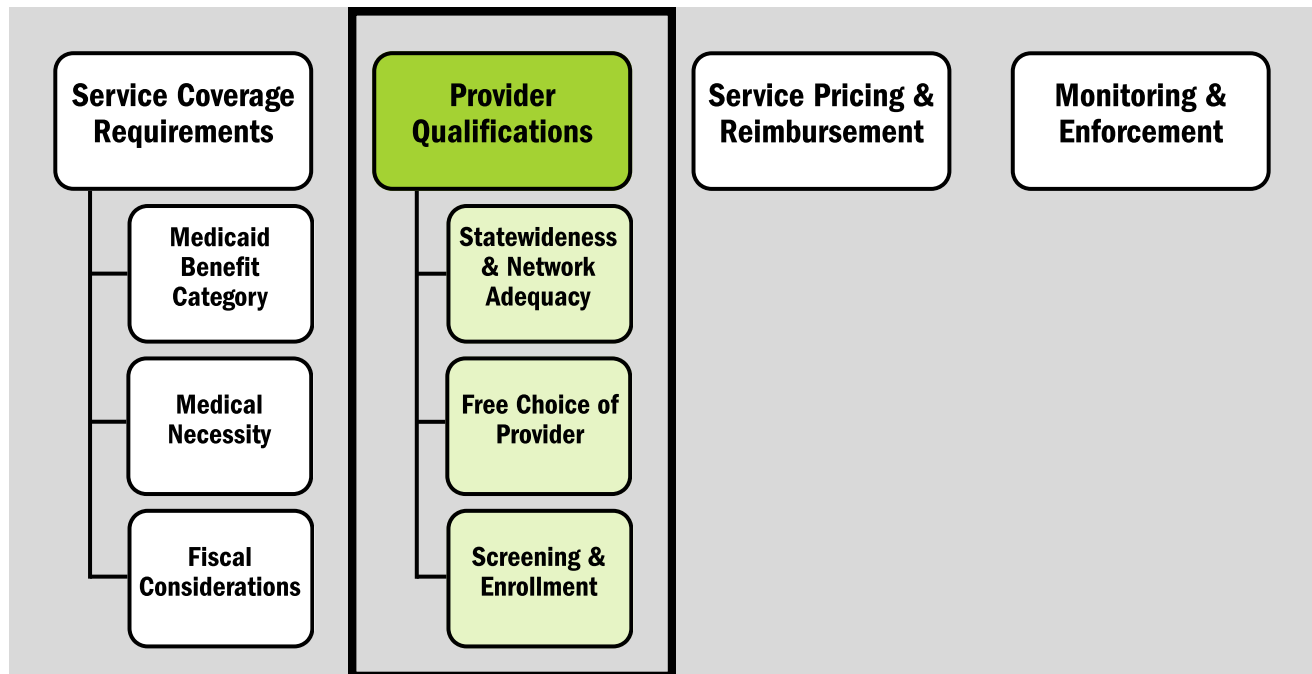 Service Coverage
Requirements
Medicaid
Benefit
Category
Medical
Necessity
Fiscal
Considerations
Provider
Qualifications
Statewideness
& Network
Adequacy
Free Choice of
Provider
Screening &
Enrollment
Service Pricing &
Reimbursement
Monitoring &
Enforcement